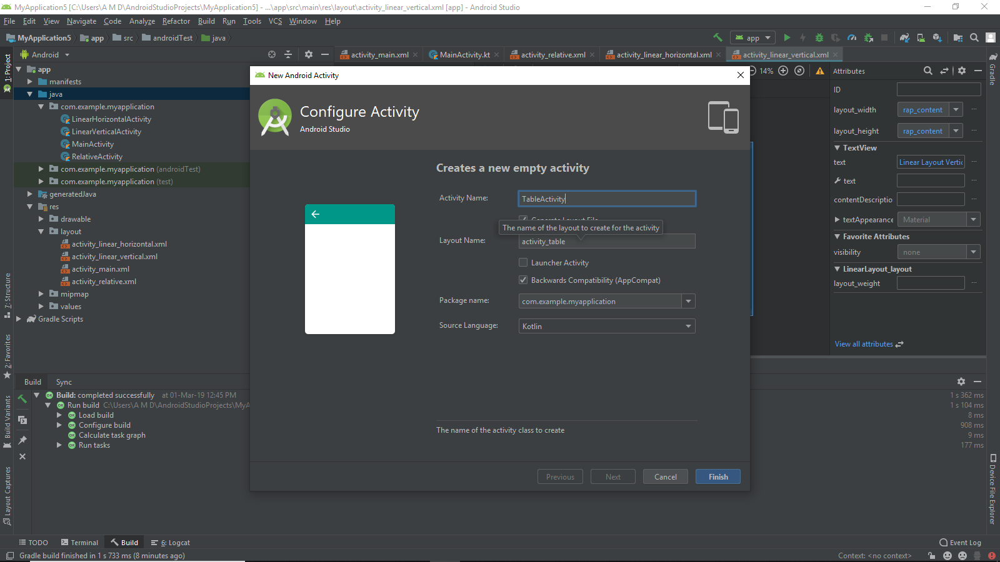 MyApplication5 [C:\Users\A M D\AndroidStudioProjects\MyApplication5] - ...\app\src\main\res\layout\activity_linear_vertical.xml [app] - Android Studio
File Edit View Navigate Code Analyze Refactor Build Run Tools VCS Window Help
MyApplication5 app src androidTest java app
Android activity_main.xml MainActivity.kt activity_relative.xml activity_linear_horizontal.xml activity_linear_vertical.xml
1: Project
7: Structure
2: Favorites
Build Variants
Layout Captures
app
manifests
java
com.example.myapplication
LinearHorizontalActivity
LinearVerticalActivity
MainActivity
RelativeActivity
com.example.myapplication (androidTest)
com.example.myapplication (test)
generatedJava
res
drawable
layout
activity_linear_horizontal.xml
activity_linear_vertical.xml
activity_main.xml
activity_relative.xml
mipmap
values
Gradle Scripts
New Android Activity
Configure Activity
Android Studio
Creates a new empty activity
Activity Name: TableActivity
Generate Layout File
The name of the layout to create for the activity
Layout Name: activity_table
Launcher Activity
Backwards Compatibility (AppCompat)
Package name: com.example.myapplication
Source Language: Kotlin
The name of the activity class to create
Previous Next Cancel Finish
14%
Attributes
ID
layout_width rap_content
layout_height rap_content
TextView
text Linear Layout Vertic
text
contentDescriptio
textAppearance Material
Favorite Attributes
visibility none
LinearLayout_layout
layout_weight
View all attributes
Gradle
Device File Explorer
Build Sync
Build: completed successfully at 01-Mar-19 12:45 PM 1 s 362 ms
Run build C:\Users\A M D\AndroidStudioProjects\MyA 1 s 104 ms
Load build 8 ms
Configure build 908 ms
Calculate task graph 9 ms
Run tasks 177 ms
TODO Terminal Build 6: Logcat Event Log
Gradle build finished in 1 s 733 ms (8 minutes ago) Context: <no context>